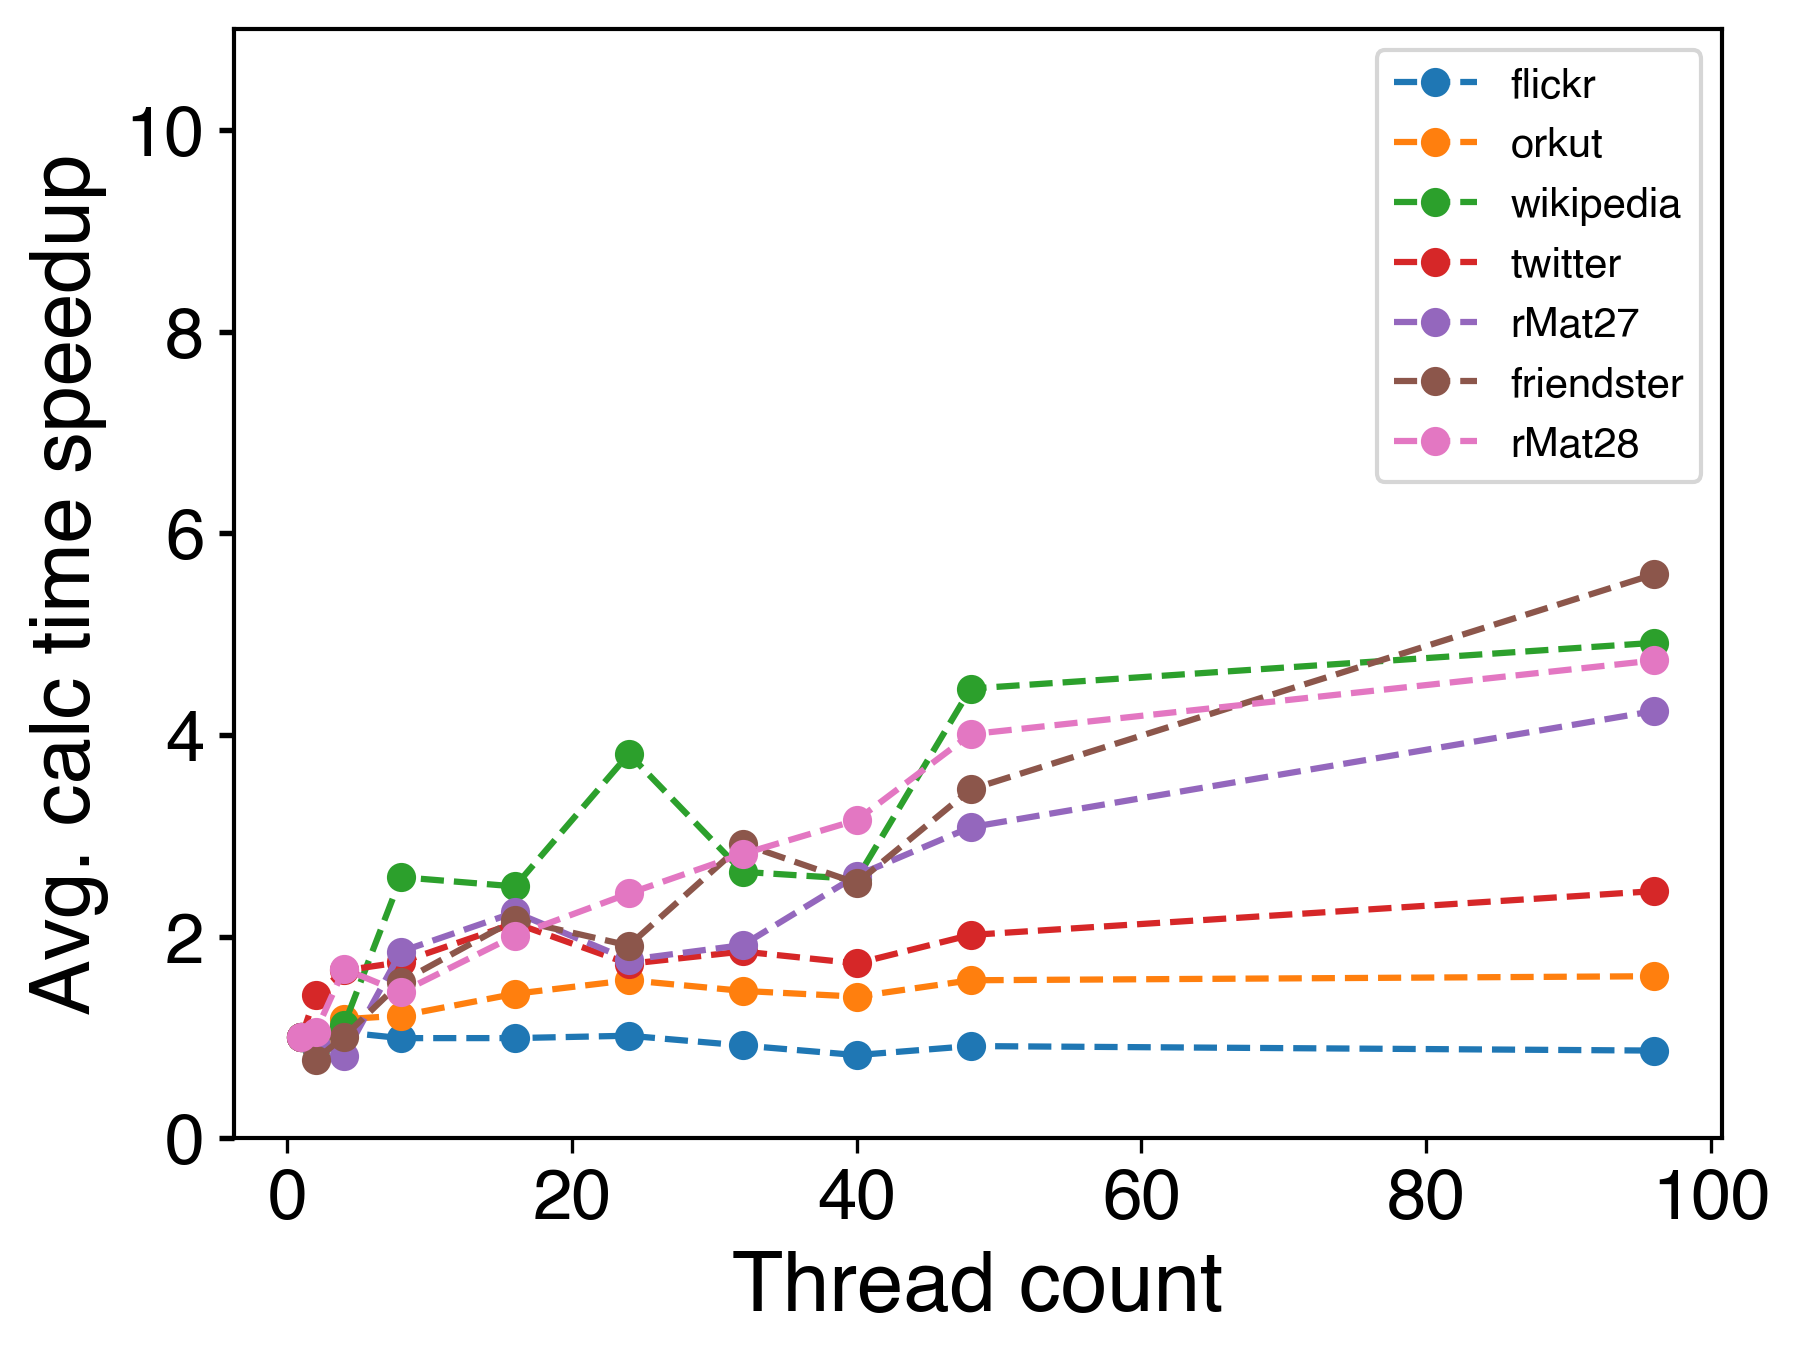 Avg. calc time speedup
10
8
6
4
2
0
flickr
orkut
wikipedia
twitter
rMat27
friendster
rMat28
0 20 40 60 80 100
Thread count